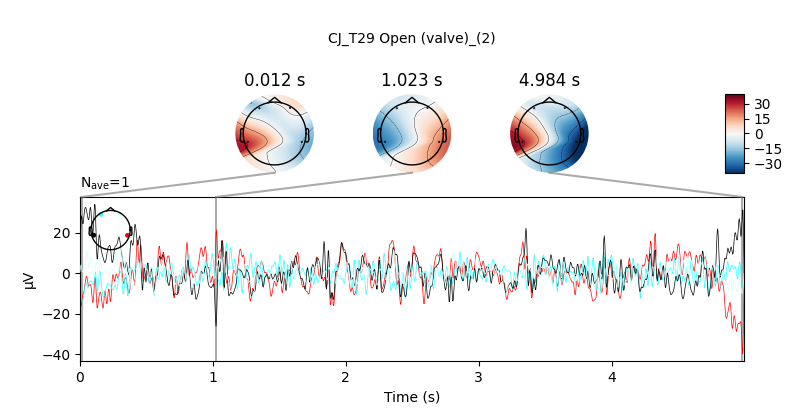 CJ_T29 Open (valve)_(2)
0.012 s 1.023 s 4.984 s
30
15
0
−15
−30
Nave=1
20
0
−20
−40
µV
0 1 2 3 4
Time (s)